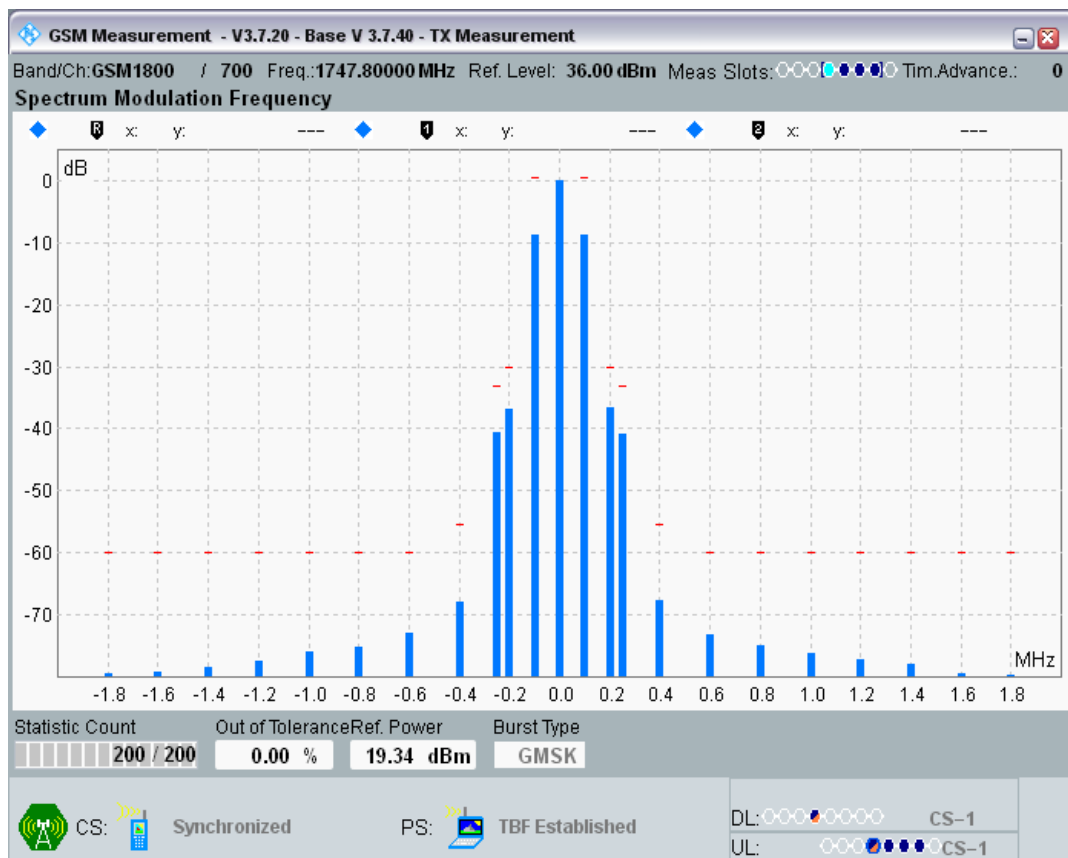 GSM Measurement - V3.7.20 - Base V 3.7.40 - TX Measurement
Band/Ch:GSM1800 / 700 Freq.:1747.80000 MHz Ref. Level: 36.00 dBm Meas Slots: Tim.Advance.: 0
Spectrum Modulation Frequency
R x: y: --- 1 x: y: --- 2 x: y: ---
dB
0
-10
-20
-30
-40
-50
-60
-70
MHz
-1.8 -1.6 -1.4 -1.2 -1.0 -0.8 -0.6 -0.4 -0.2 0.0 0.2 0.4 0.6 0.8 1.0 1.2 1.4 1.6 1.8
Statistic Count Out of Tolerance Ref. Power Burst Type
200 / 200 0.00 % 19.34 dBm GMSK
CS: Synchronized PS: TBF Established DL: CS-1
UL: CS-1